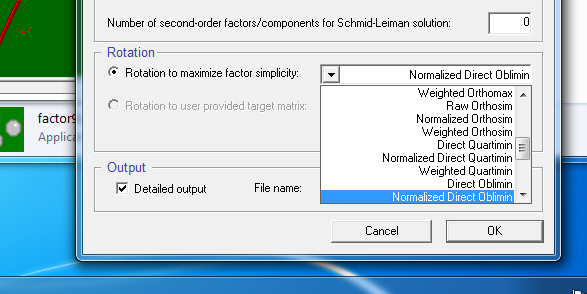 Number of second-order factors/components for Schmid-Leiman solution:
0
Rotation
Rotation to maximize factor simplicity:
Normalized Direct Oblimin
Weighted Orthomax
Raw Orthosim
Normalized Orthosim
Weighted Orthosim
Direct Quartimin
Normalized Direct Quartimin
Weighted Quartimin
Direct Oblimin
Normalized Direct Oblimin
Rotation to user provided target matrix:
Output
Detailed output
File name:
Cancel
OK
factor9
Applica